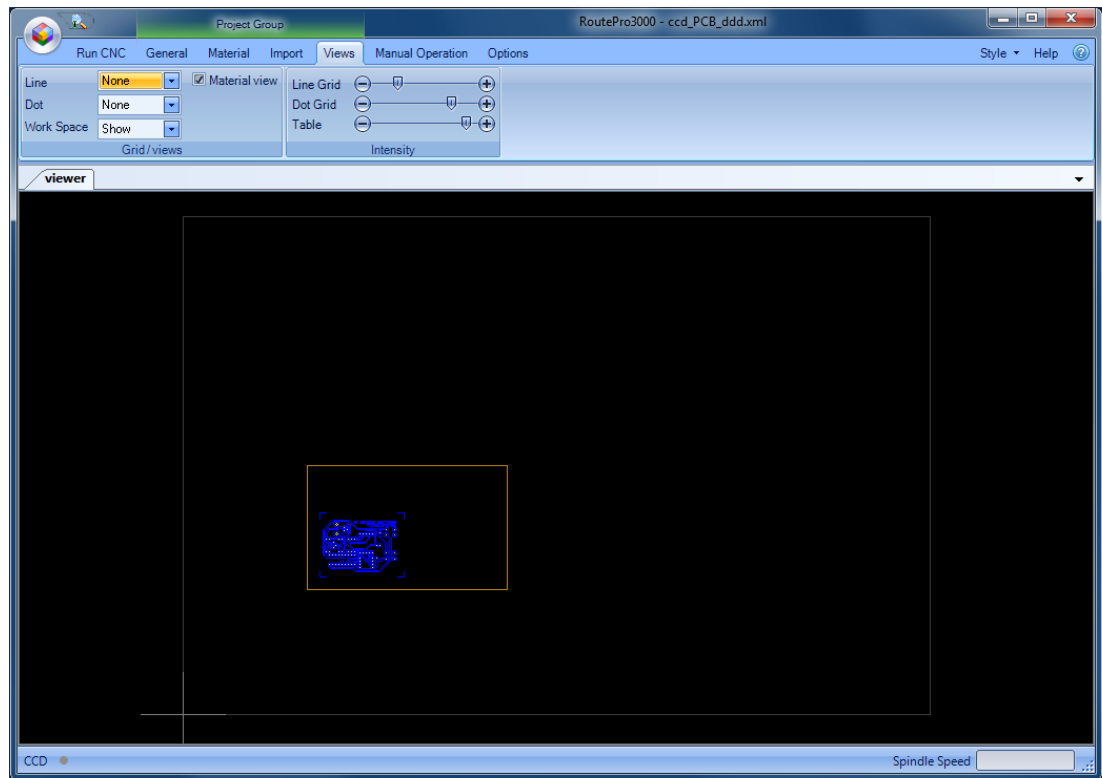 Project Group
RoutePro3000 - ccd_PCB_ddd.xml
Run CNC General Material Import Views Manual Operation Options Style Help
Line None Material view Line Grid
Dot None Dot Grid
Work Space Show Table
Grid / views Intensity
viewer
CCD Spindle Speed